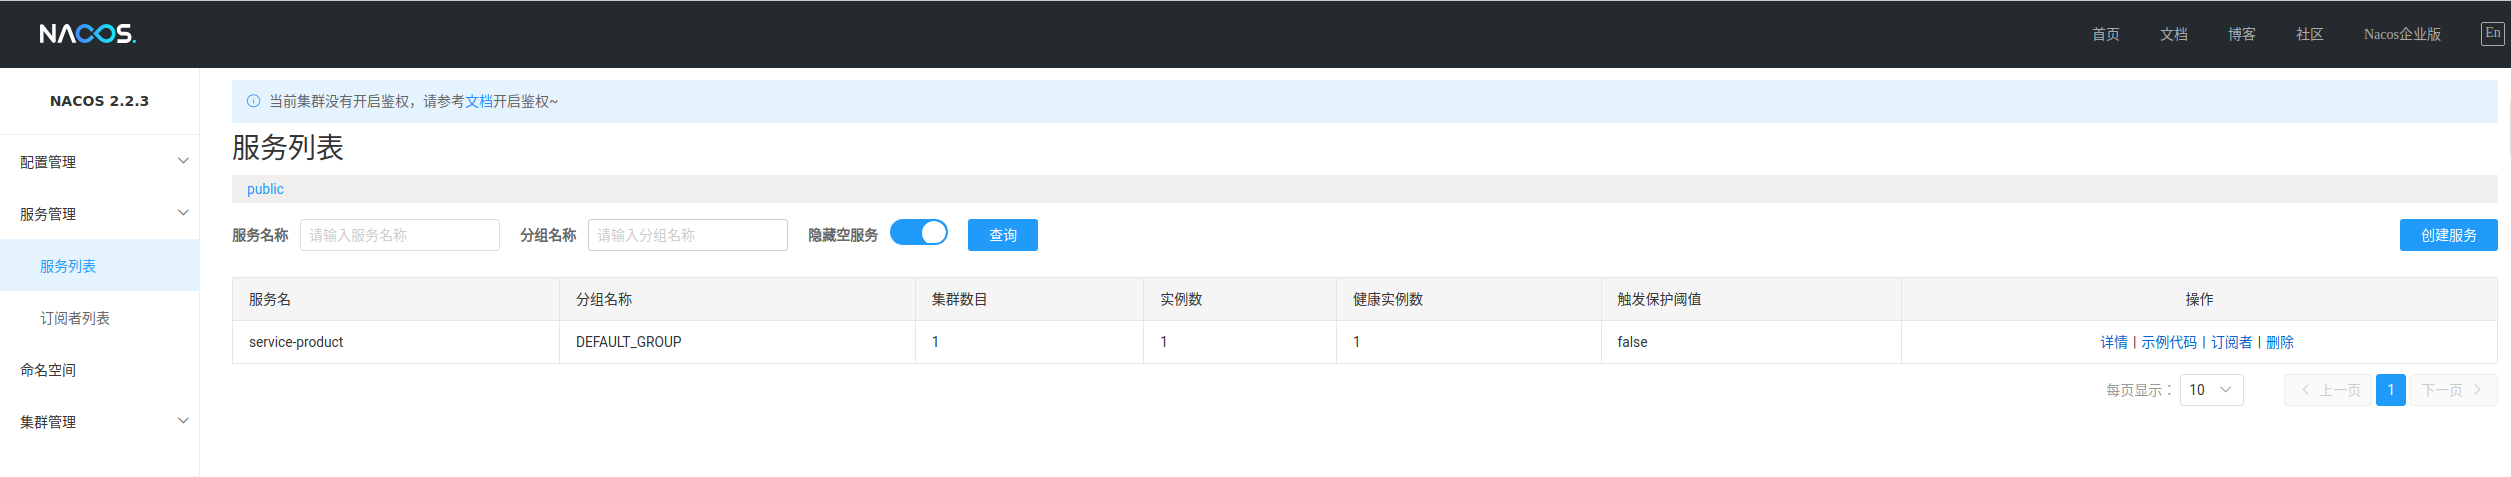 NACOS.
首页 文档 博客 社区 Nacos企业版 En
NACOS 2.2.3
配置管理
服务管理
服务列表
订阅者列表
命名空间
集群管理
当前集群没有开启鉴权，请参考文档开启鉴权~
服务列表
public
服务名称 请输入服务名称 分组名称 请输入分组名称 隐藏空服务 查询 创建服务
服务名 分组名称 集群数目 实例数 健康实例数 触发保护阈值 操作
service-product DEFAULT_GROUP 1 1 1 false 详情 | 示例代码 | 订阅者 | 删除
每页显示： 10 上一页 1 下一页